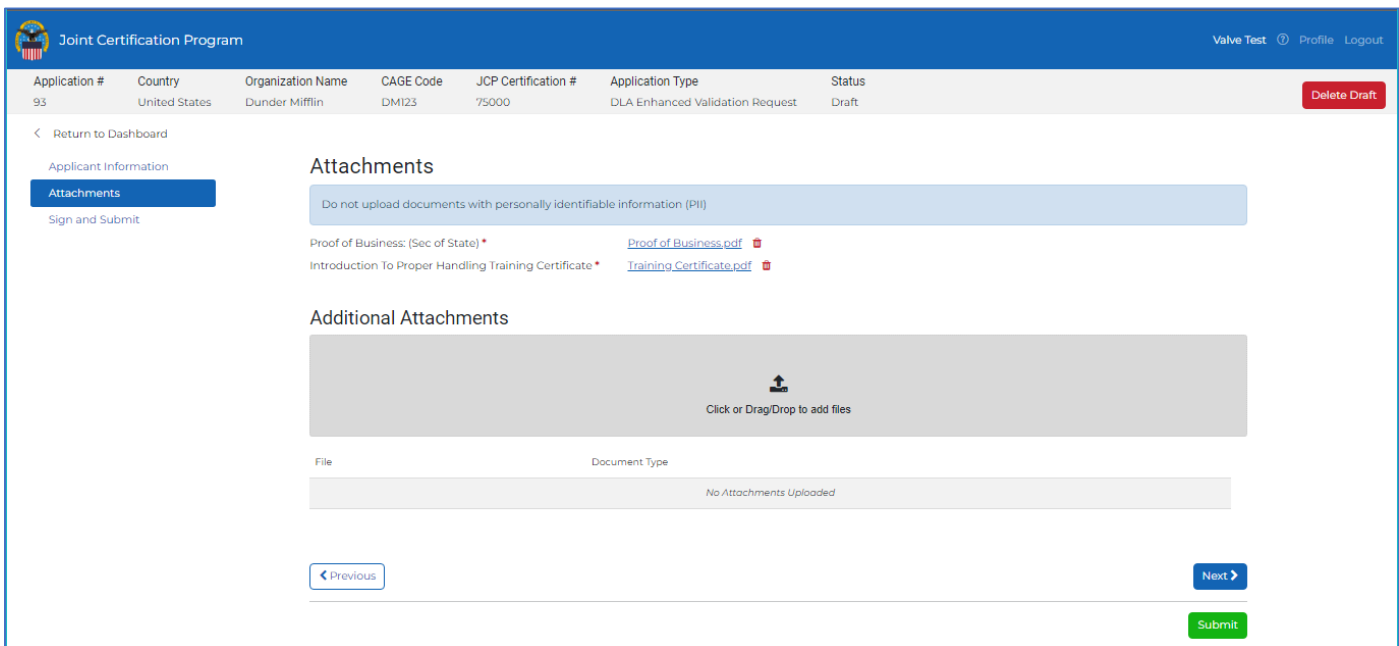 Joint Certification Program
Valve Test Profile Logout
Application # Country Organization Name CAGE Code JCP Certification # Application Type Status
93 United States Dunder Mifflin DM123 75000 DLA Enhanced Validation Request Draft
Delete Draft
Return to Dashboard
Applicant Information
Attachments
Sign and Submit
Attachments
Do not upload documents with personally identifiable information (PII)
Proof of Business: (Sec of State) * Proof of Business.pdf
Introduction To Proper Handling Training Certificate * Training Certificate.pdf
Additional Attachments
Click or Drag/Drop to add files
File Document Type
No Attachments Uploaded
Previous
Next
Submit